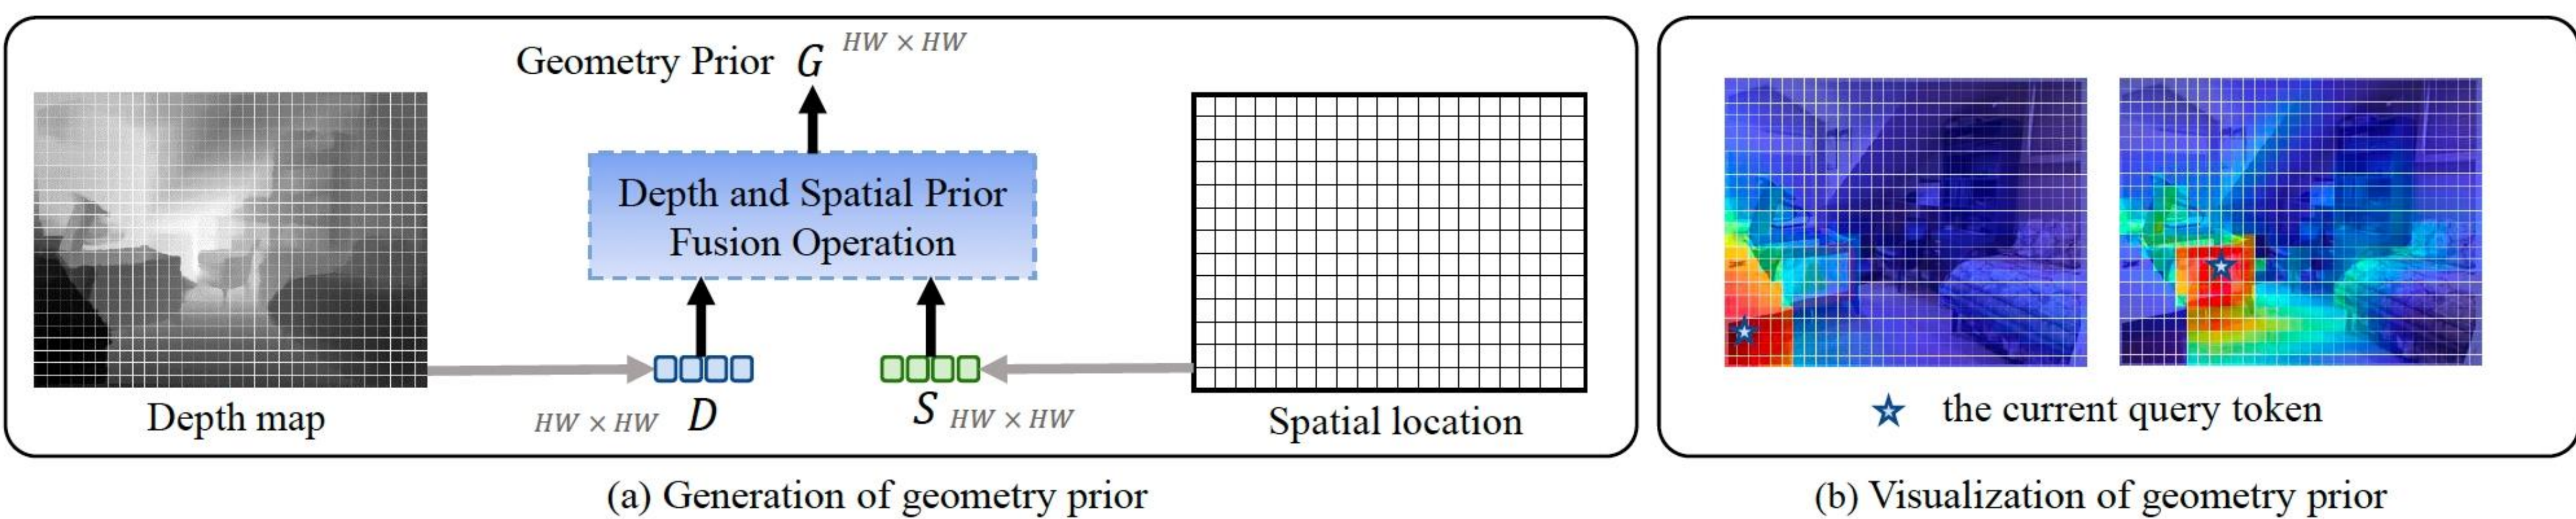 Geometry Prior G HW × HW
Depth and Spatial Prior
Fusion Operation
HW × HW D
S HW × HW
Depth map
Spatial location
(a) Generation of geometry prior
the current query token
(b) Visualization of geometry prior